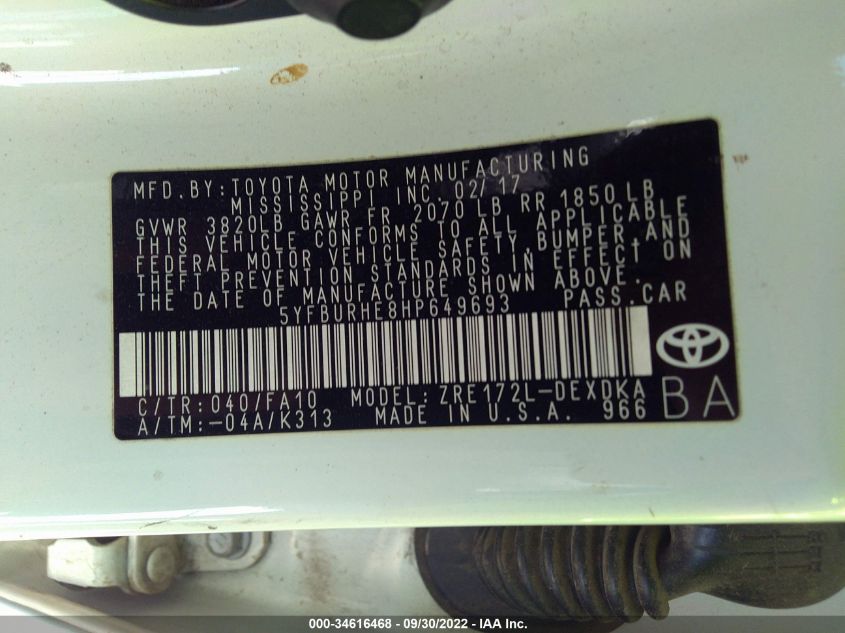 MFD.BY:TOYOTA MOTOR MANUFACTURING
MISSISSIPPI INC. 02/17
GVWR 3820LB GAWR FR 2070 LB RR 1850 LB
THIS VEHICLE CONFORMS TO ALL APPLICABLE
FEDERAL MOTOR VEHICLE SAFETY,BUMPER,AND
THEFT PREVENTION STANDARDS IN EFFECT ON
THE DATE OF MANUFACTURE SHOWN ABOVE.
5YFBURHE8HP649693 PASS.CAR
C/TR:040/FA10 MODEL:ZRE172L-DEXDKA
A/TM:-04A/K313 MADE IN U.S.A. 966
BA
000-34616468 - 09/30/2022 - IAA Inc.